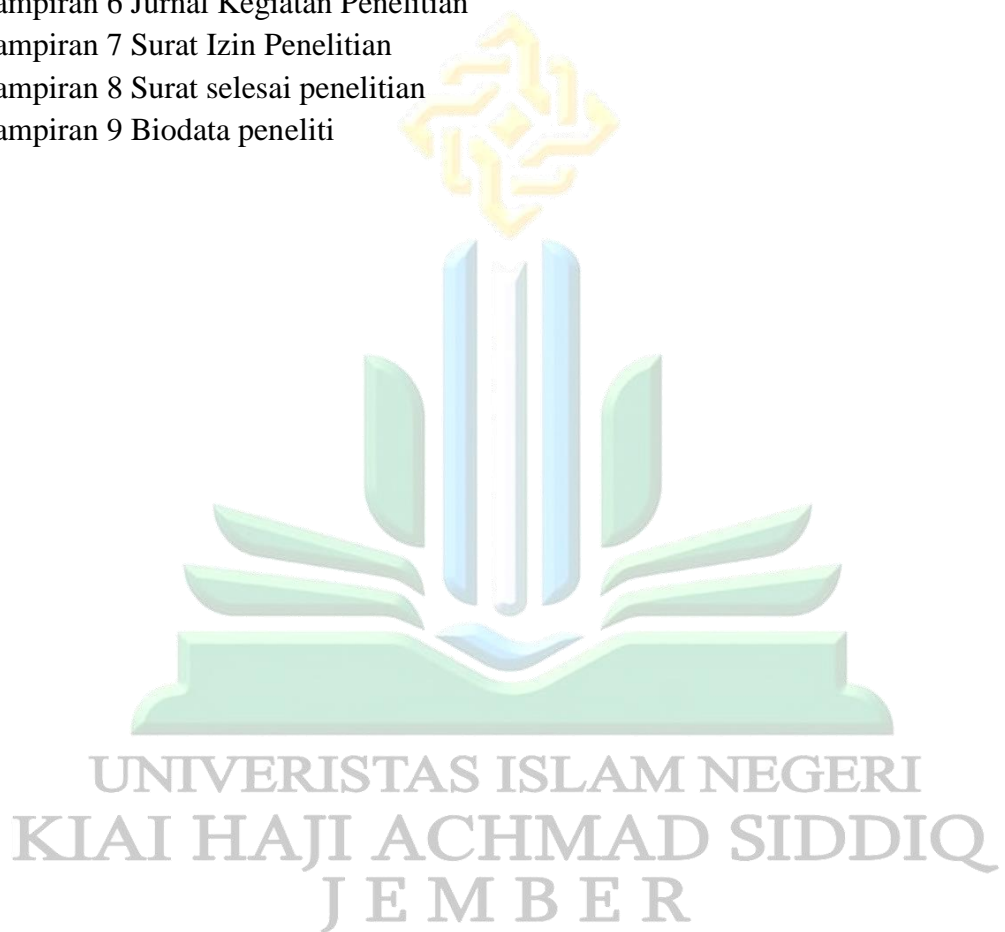 ampiran 6 Jurnal Kegiatan Penelitian
ampiran 7 Surat Izin Penelitian
ampiran 8 Surat selesai penelitian
ampiran 9 Biodata peneliti
UNIVERISTAS ISLAM NEGERI
KIAI HAJI ACHMAD SIDDIQ
JEMBER